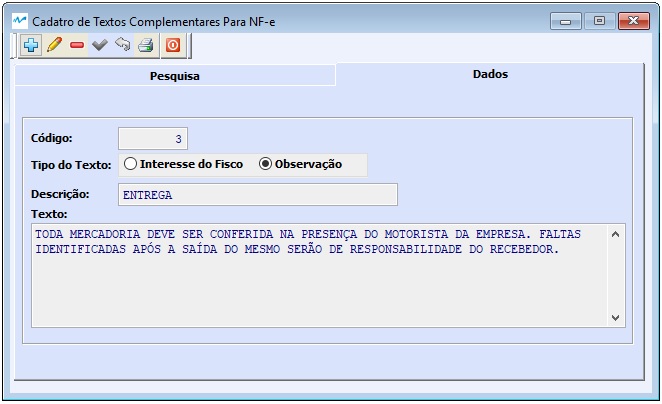 Cadatro de Textos Complementares Para NF-e
Pesquisa
Dados
Código:
3
Tipo do Texto:
Interesse do Fisco
Observação
Descrição:
ENTREGA
Texto:
TODA MERCADORIA DEVE SER CONFERIDA NA PRESENÇA DO MOTORISTA DA EMPRESA. FALTAS
IDENTIFICADAS APÓS A SAÍDA DO MESMO SERÃO DE RESPONSABILIDADE DO RECEBEDOR.